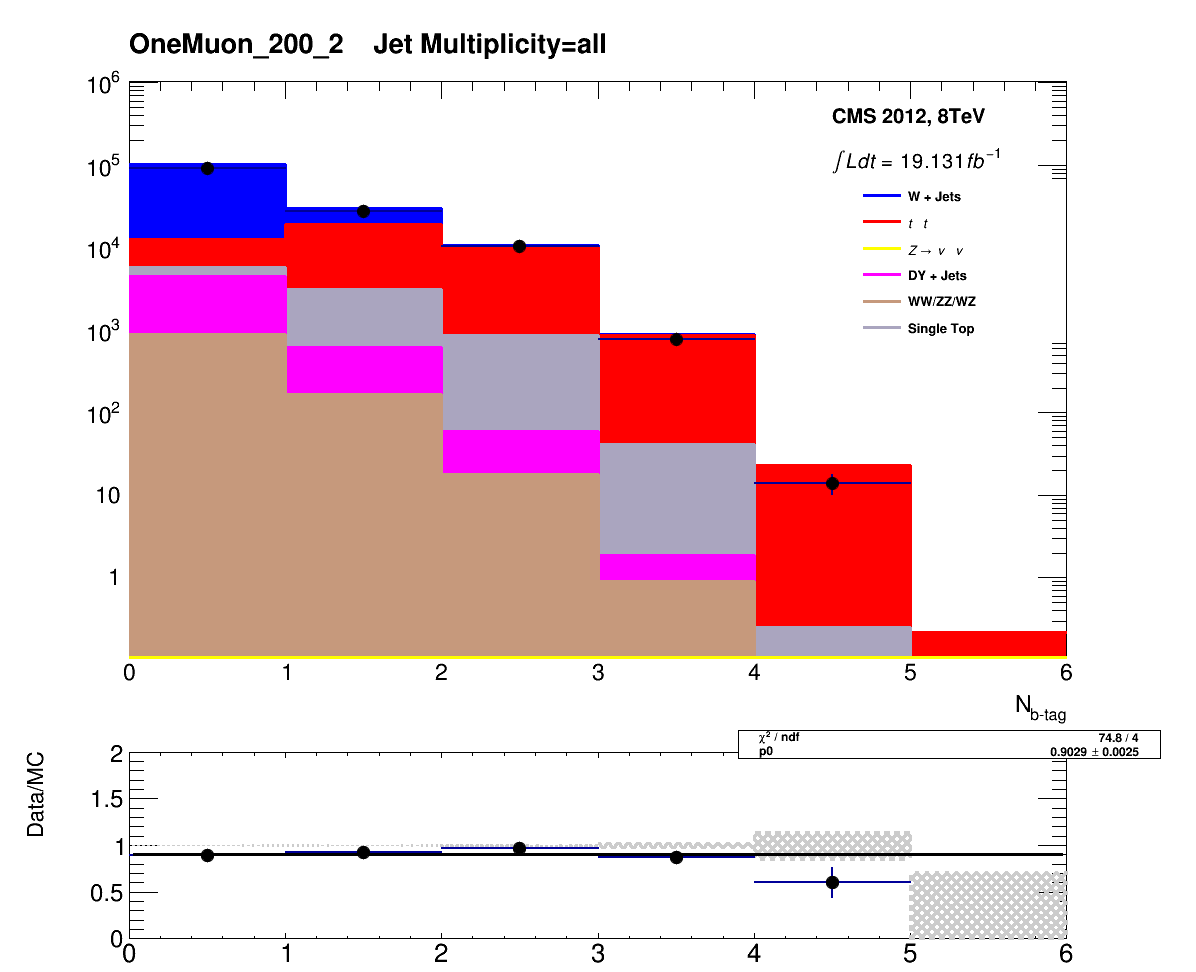 OneMuon_200_2 Jet Multiplicity=all
10⁶
10⁵
10⁴
10³
10²
10
1
CMS 2012, 8TeV
∫Ldt = 19.131fb⁻¹
W + Jets
t t
Z → ν ν
DY + Jets
WW/ZZ/WZ
Single Top
0 1 2 3 4 5 6
N_b-tag
χ² / ndf 74.8 / 4
p0 0.9029 ± 0.0025
Data/MC
2
1.5
1
0.5
0
0 1 2 3 4 5 6